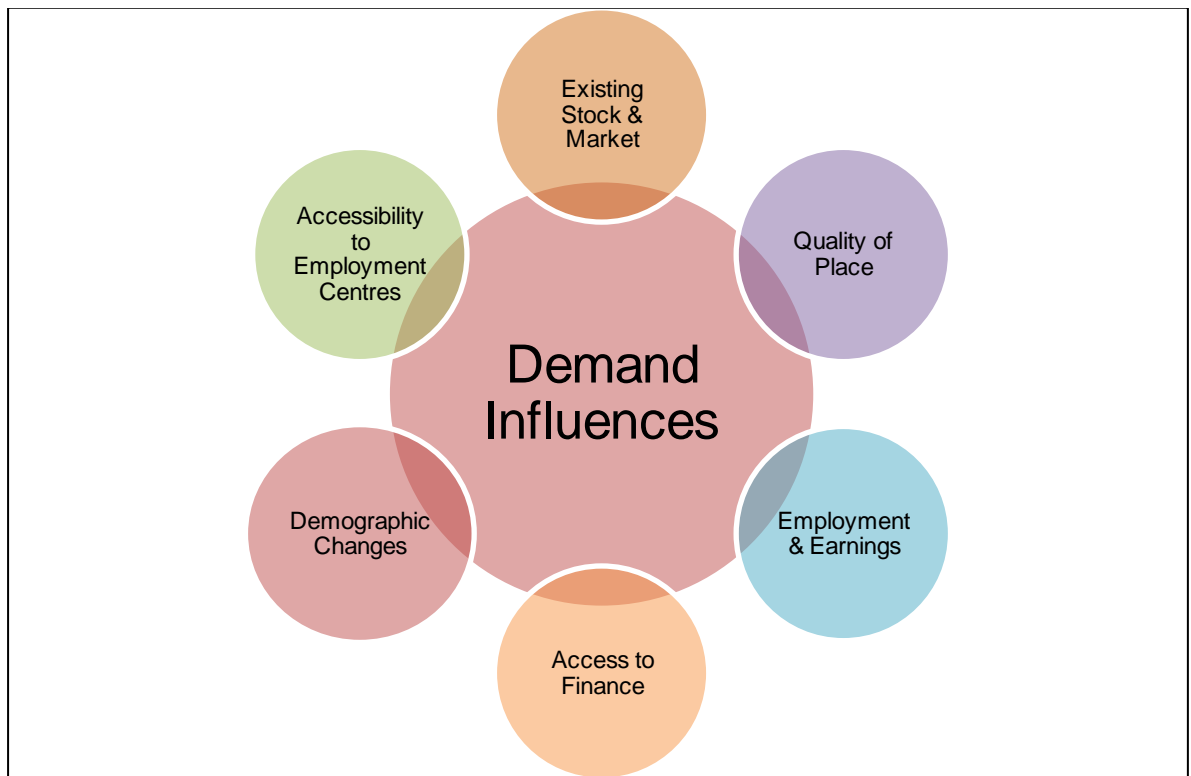 Existing
Stock &
Market
Quality of
Place
Employment
& Earnings
Access to
Finance
Demographic
Changes
Accessibility
to
Employment
Centres
Demand
Influences